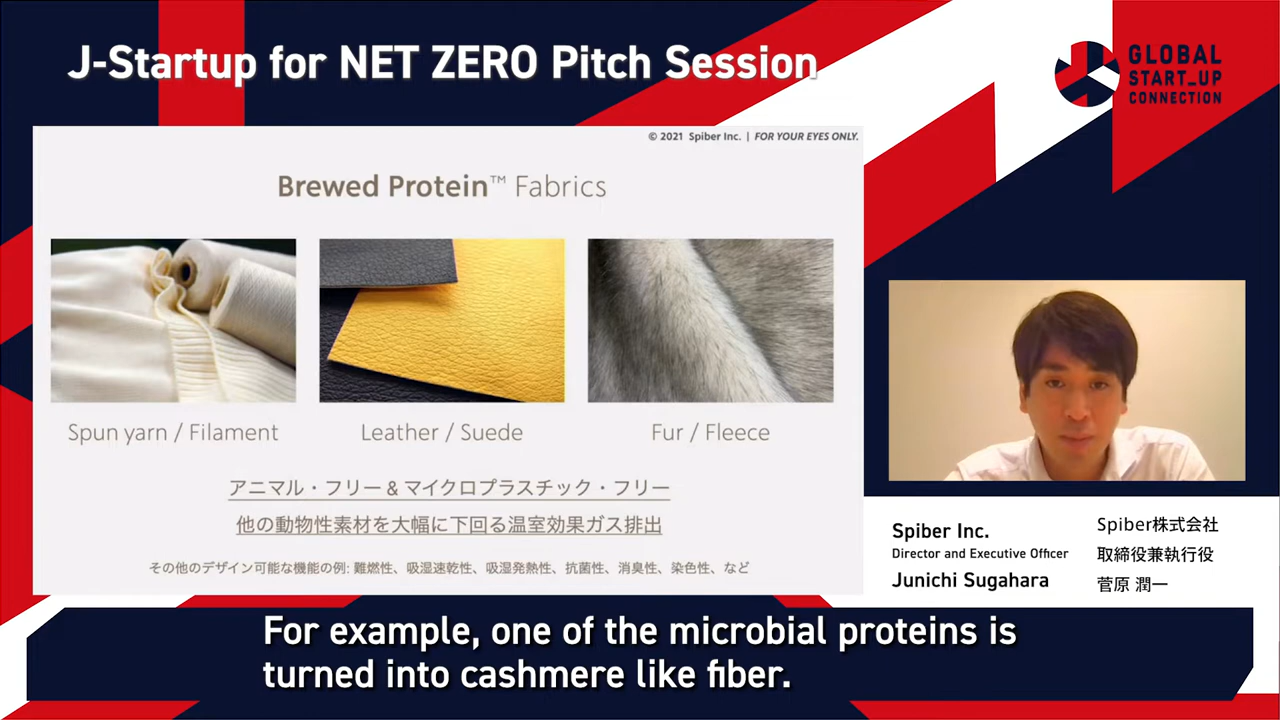 J-Startup for NET ZERO Pitch Session
GLOBAL
START_UP
CONNECTION
© 2021 Spiber Inc. | FOR YOUR EYES ONLY.
Brewed Protein™ Fabrics
Spun yarn / Filament
Leather / Suede
Fur / Fleece
アニマル・フリー & マイクロプラスチック・フリー
他の動物性素材を大幅に下回る温室効果ガス排出
その他のデザイン可能な機能の例: 難燃性、吸湿速乾性、吸湿発熱性、抗菌性、消臭性、染色性、など
Spiber Inc.
Director and Executive Officer
Junichi Sugahara
Spiber株式会社
取締役兼執行役
菅原 潤一
For example, one of the microbial proteins is
turned into cashmere like fiber.